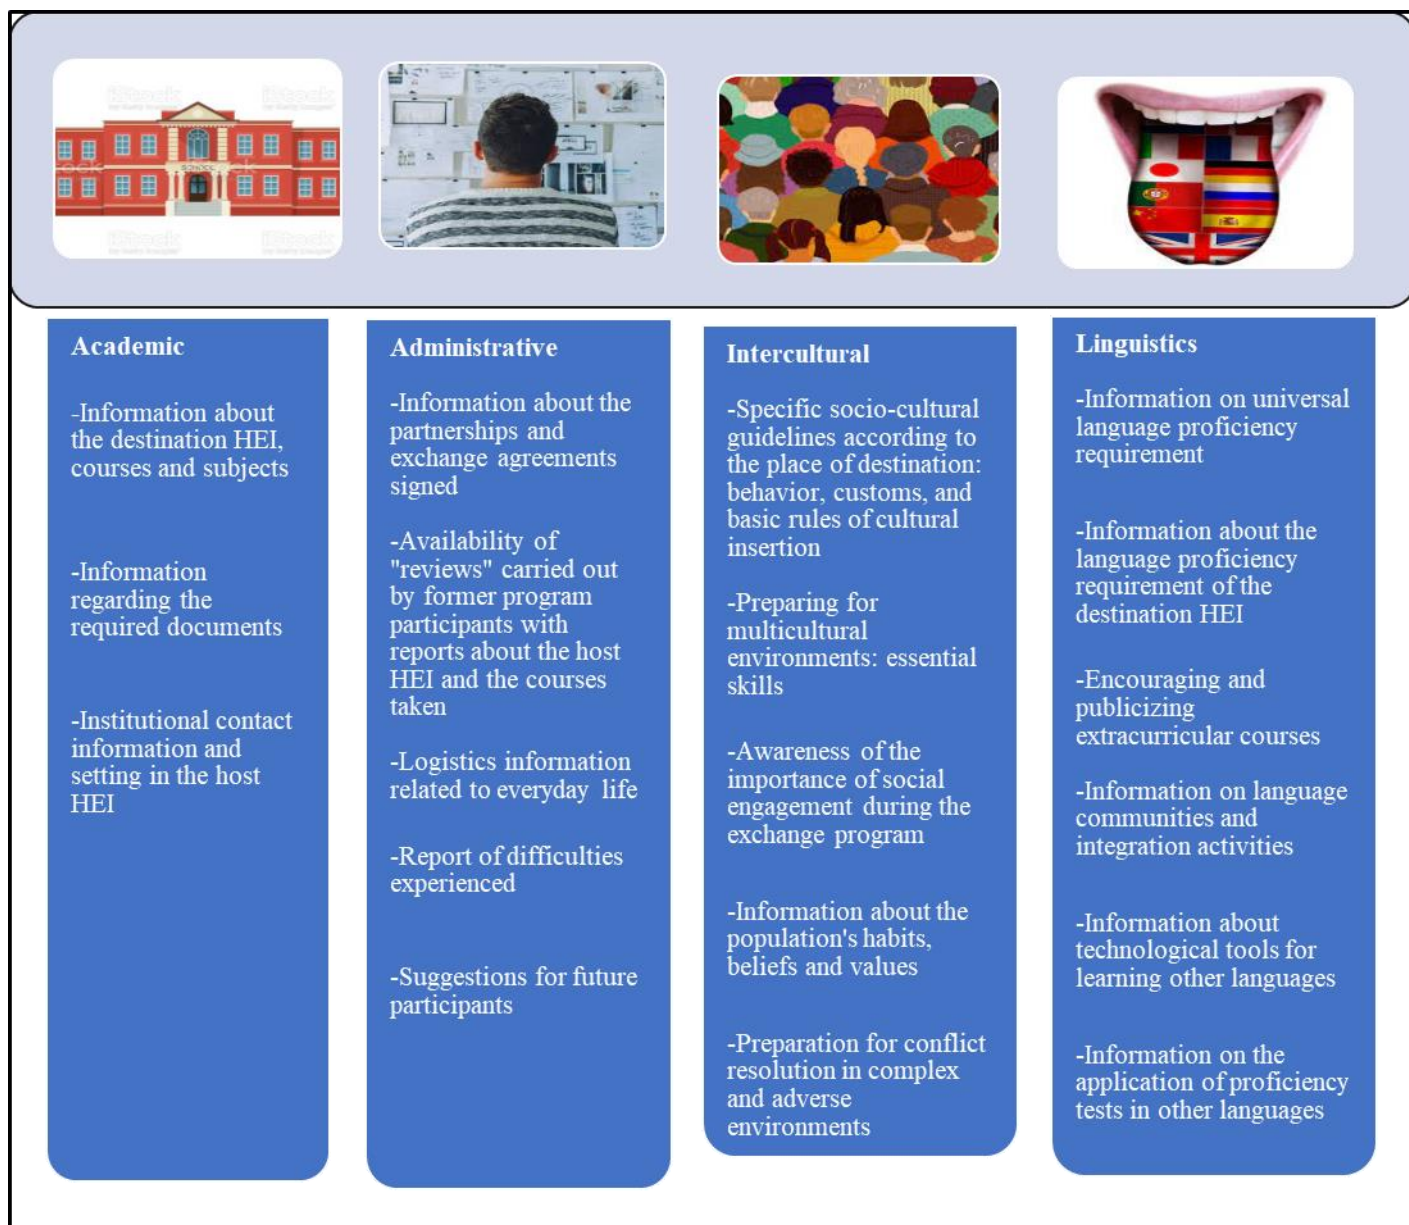 iStock
iStock
SCHOOL
tock
ck
iStock
iStock
Academic
-Information about
the destination HEI,
courses and subjects
-Information
regarding the
required documents
-Institutional contact
information and
setting in the host
HEI
Administrative
-Information about the
partnerships and
exchange agreements
signed
-Availability of
"reviews" carried out
by former program
participants with
reports about the host
HEI and the courses
taken
-Logistics information
related to everyday life
-Report of difficulties
experienced
-Suggestions for future
participants
Intercultural
-Specific socio-cultural
guidelines according to
the place of destination:
behavior, customs, and
basic rules of cultural
insertion
-Preparing for
multicultural
environments: essential
skills
-Awareness of the
importance of social
engagement during the
exchange program
-Information about the
population's habits,
beliefs and values
-Preparation for conflict
resolution in complex
and adverse
environments
Linguistics
-Information on universal
language proficiency
requirement
-Information about the
language proficiency
requirement of the
destination HEI
-Encouraging and
publicizing
extracurricular courses
-Information on language
communities and
integration activities
-Information about
technological tools for
learning other languages
-Information on the
application of proficiency
tests in other languages